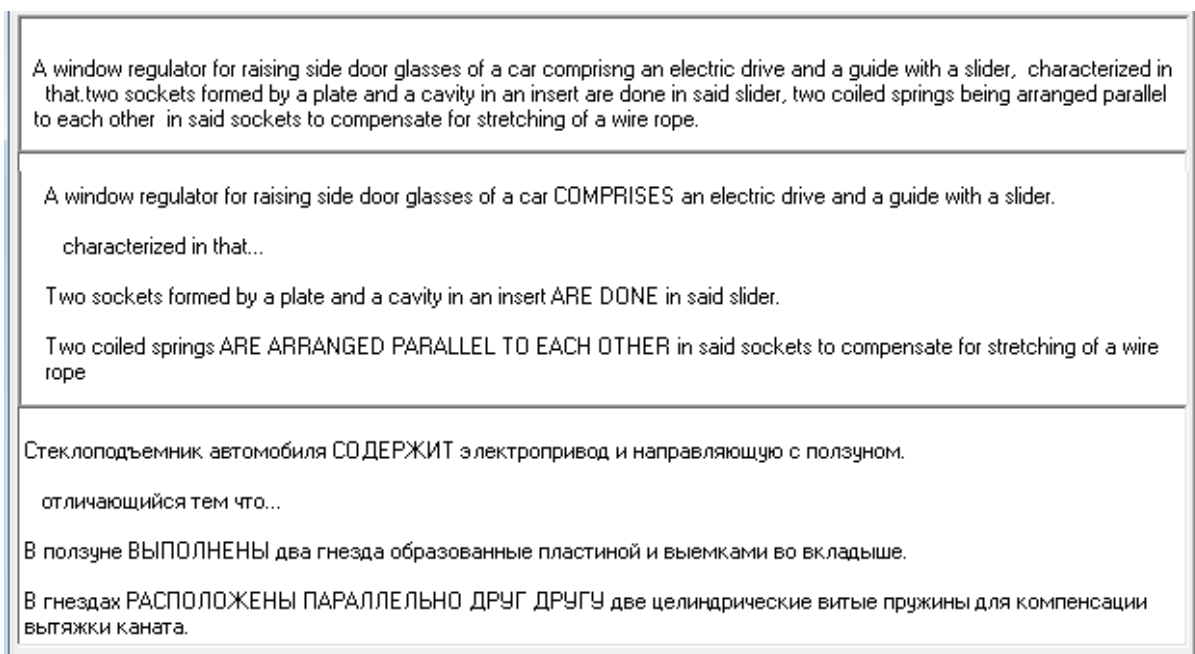 A window regulator for raising side door glasses of a car comprisng an electric drive and a guide with a slider,  characterized in
that.two sockets formed by a plate and a cavity in an insert are done in said slider, two coiled springs being arranged parallel
to each other  in said sockets to compensate for stretching of a wire rope.
A window regulator for raising side door glasses of a car COMPRISES an electric drive and a guide with a slider.
characterized in that...
Two sockets formed by a plate and a cavity in an insert ARE DONE in said slider.
Two coiled springs ARE ARRANGED PARALLEL TO EACH OTHER in said sockets to compensate for stretching of a wire
rope
Стеклоподъемник автомобиля СОДЕРЖИТ электропривод и направляющую с ползуном.
отличающийся тем что...
В ползуне ВЫПОЛНЕНЫ два гнезда образованные пластиной и выемками во вкладыше.
В гнездах РАСПОЛОЖЕНЫ ПАРАЛЛЕЛЬНО ДРУГ ДРУГУ две целиндрические витые пружины для компенсации
вытяжки каната.